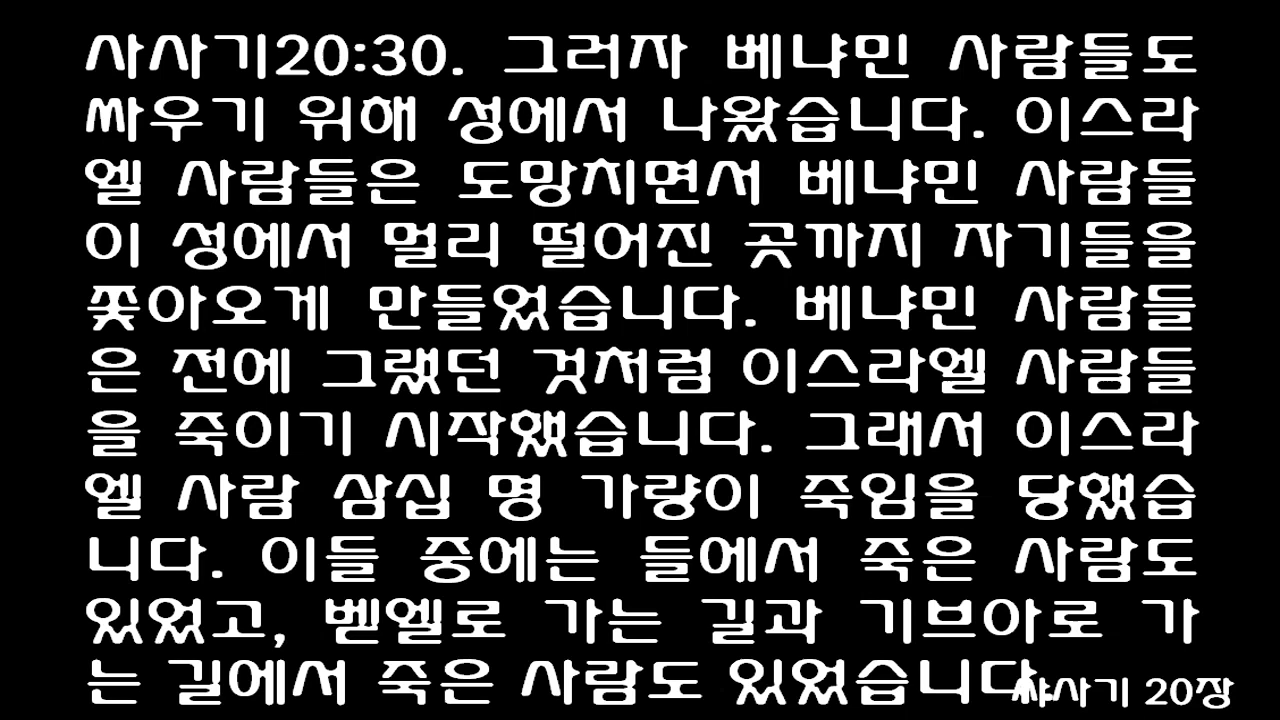 사사기20:30. 그러자 베냐민 사람들도
싸우기 위해 성에서 나왔습니다. 이스라
엘 사람들은 도망치면서 베냐민 사람들
이 성에서 멀리 떨어진 곳까지 자기들을
쫓아오게 만들었습니다. 베냐민 사람들
은 전에 그랬던 것처럼 이스라엘 사람들
을 죽이기 시작했습니다. 그래서 이스라
엘 사람 삼십 명 가량이 죽임을 당했습
니다. 이들 중에는 들에서 죽은 사람도
있었고, 벧엘로 가는 길과 기브아로 가
는 길에서 죽은 사람도 있었습니다.
사사기 20장